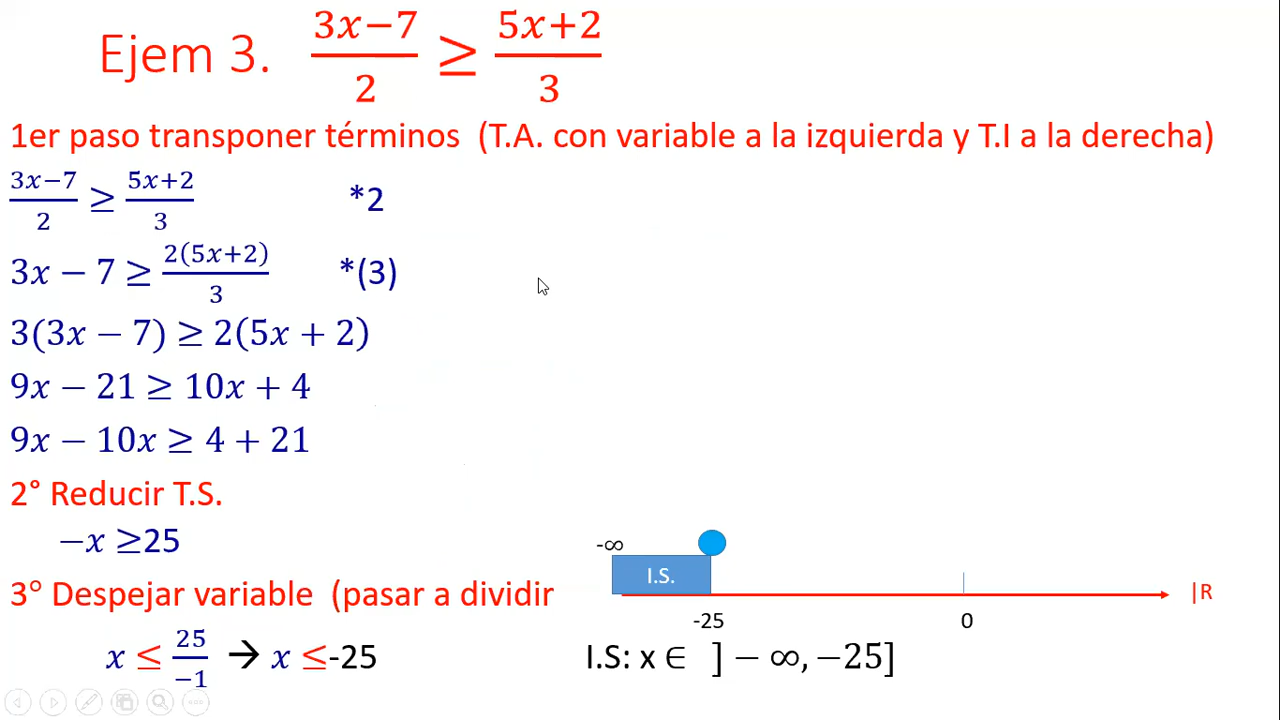 Ejem 3. (3x−7)/2 ≥ (5x+2)/3
1er paso transponer términos (T.A. con variable a la izquierda y T.I a la derecha)
(3x−7)/2 ≥ (5x+2)/3 *2
3x − 7 ≥ 2(5x+2)/3 *(3)
3(3x − 7) ≥ 2(5x + 2)
9x − 21 ≥ 10x + 4
9x − 10x ≥ 4 + 21
2° Reducir T.S.
−x ≥25
3° Despejar variable (pasar a dividir
x ≤ 25/−1 → x ≤-25
-∞
I.S.
|R
-25 0
I.S: x ∈ ] − ∞, −25]